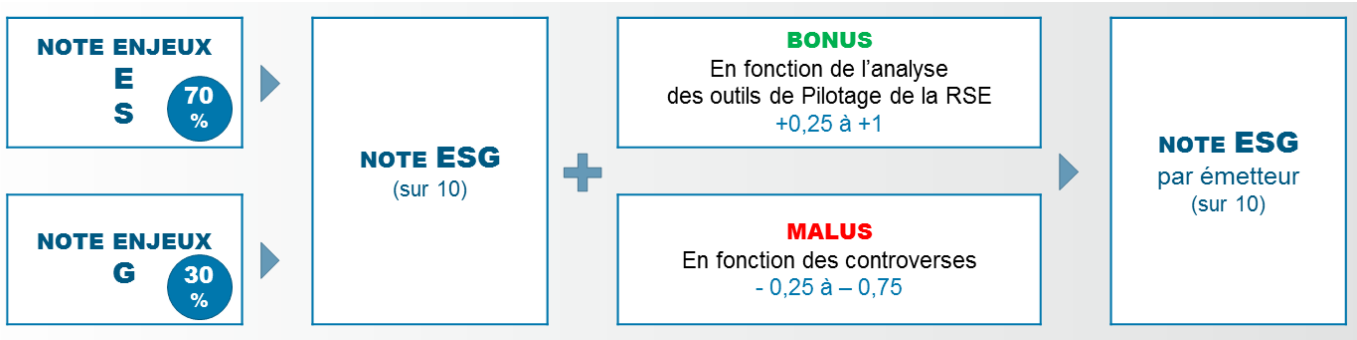 NOTE ENJEUX
E
S
70
%
NOTE ENJEUX
G
30
%
NOTE ESG
(sur 10)
BONUS
En fonction de l’analyse
des outils de Pilotage de la RSE
+0,25 à +1
MALUS
En fonction des controverses
- 0,25 à – 0,75
NOTE ESG
par émetteur
(sur 10)